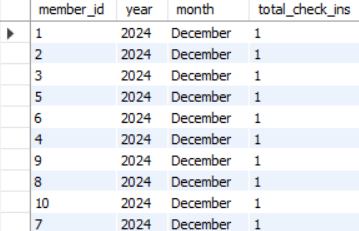 member_id year month total_check_ins
1 2024 December 1
2 2024 December 1
3 2024 December 1
5 2024 December 1
6 2024 December 1
4 2024 December 1
9 2024 December 1
8 2024 December 1
10 2024 December 1
7 2024 December 1